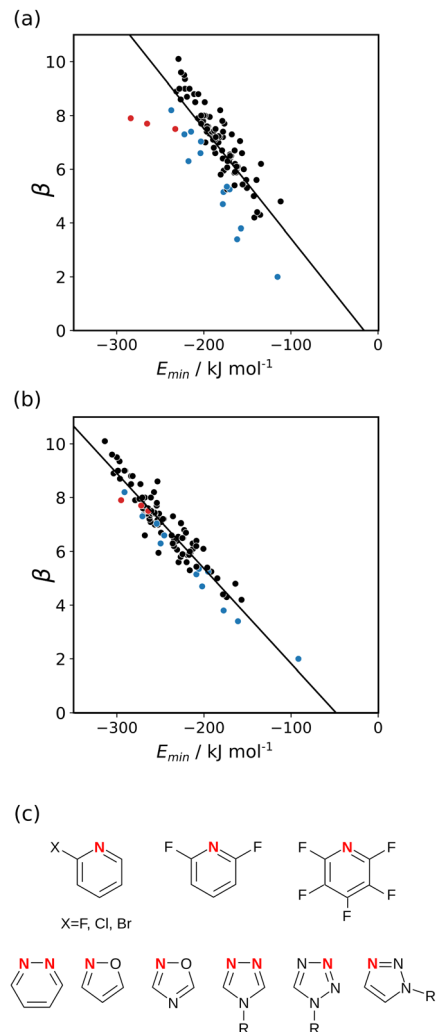 (a)
10
8
6
4
2
0
β
−300
−200
−100
0
E_min / kJ mol⁻¹
(b)
10
8
6
4
2
0
β
−300
−200
−100
0
E_min / kJ mol⁻¹
(c)
X N
F N F
F N F
F F
F
X=F, Cl, Br
N N
N O
N O
N
N N
N
R
N N
N N
R
N N
N
R